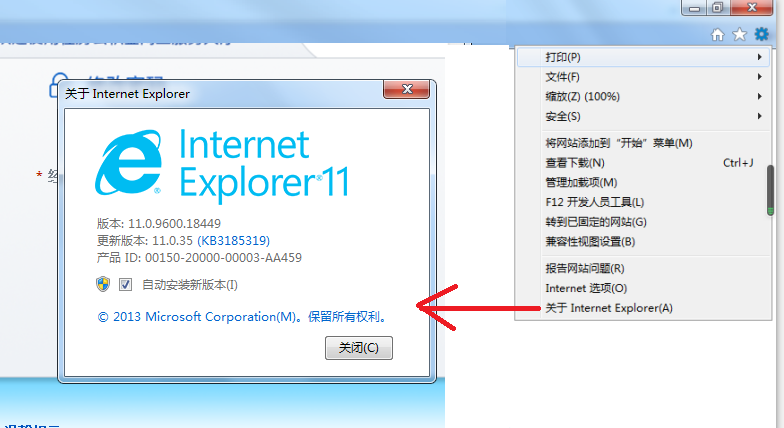 打印(P)
文件(F)
缩放(Z) (100%)
安全(S)
将网站添加到“开始”菜单(M)
查看下载(N) Ctrl+J
管理加载项(M)
F12 开发人员工具(L)
转到已固定的网站(G)
兼容性视图设置(B)
报告网站问题(R)
Internet 选项(O)
关于 Internet Explorer(A)
关于 Internet Explorer
Internet
Explorer 11
版本: 11.0.9600.18449
更新版本: 11.0.35 (KB3185319)
产品 ID: 00150-20000-00003-AA459
自动安装新版本(I)
© 2013 Microsoft Corporation(M)。保留所有权利。
关闭(C)